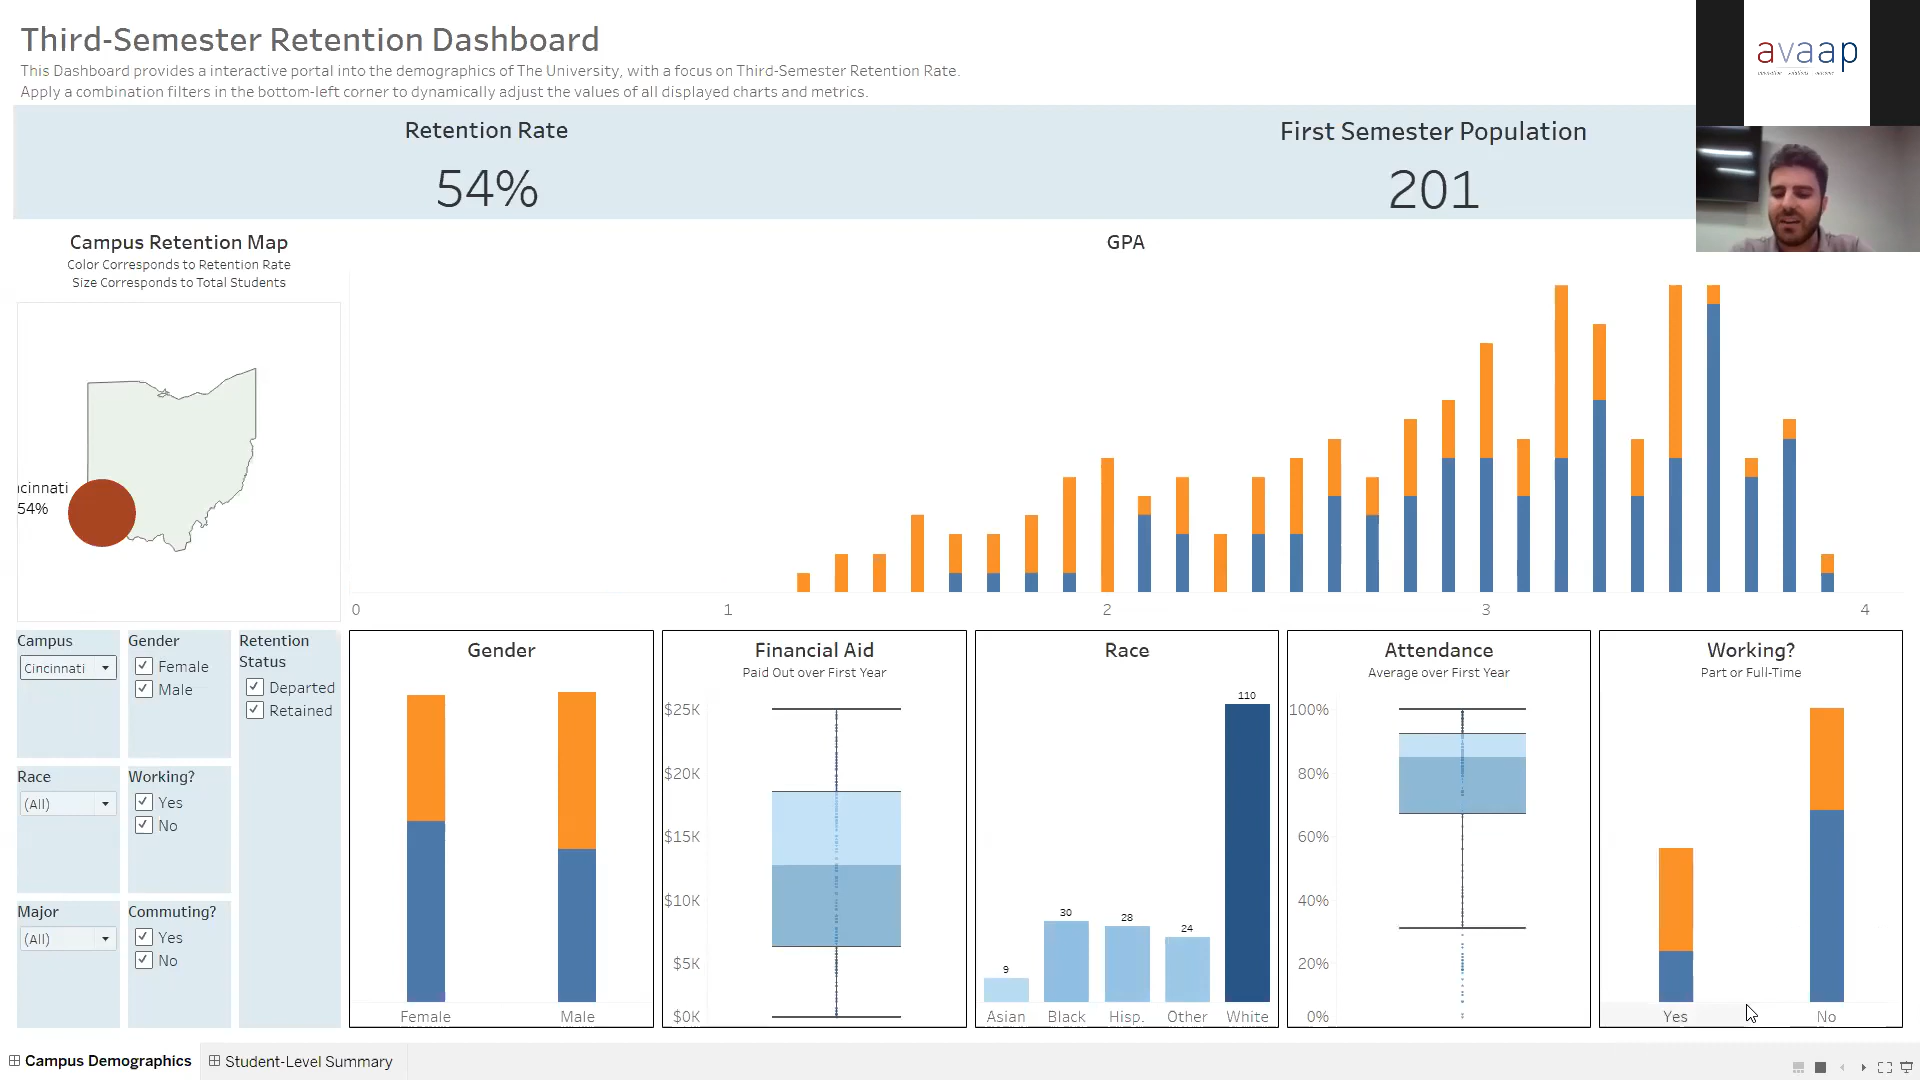 Third-Semester Retention Dashboard
This Dashboard provides a interactive portal into the demographics of The University, with a focus on Third-Semester Retention Rate.
Apply a combination filters in the bottom-left corner to dynamically adjust the values of all displayed charts and metrics.
avaap
Retention Rate
54%
First Semester Population
201
Campus Retention Map
Color Corresponds to Retention Rate
Size Corresponds to Total Students
cincinnati
54%
GPA
0 1 2 3 4
Campus
Cincinnati
Gender
Female
Male
Retention
Status
Departed
Retained
Race
(All)
Working?
Yes
No
Major
(All)
Commuting?
Yes
No
Gender
Female Male
Financial Aid
Paid Out over First Year
$25K
$20K
$15K
$10K
$5K
$0K
Race
110
30
28
24
9
Asian Black Hisp. Other White
Attendance
Average over First Year
100%
80%
60%
40%
20%
0%
Working?
Part or Full-Time
Yes No
Campus Demographics
Student-Level Summary